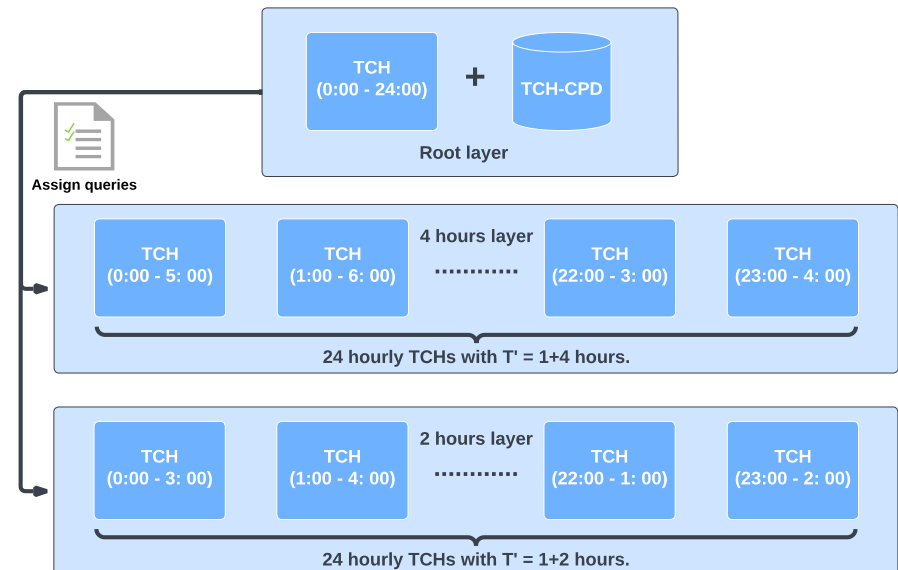 TCH
(0:00 - 24:00)
+
TCH-CPD
Root layer
Assign queries
4 hours layer
TCH
(0:00 - 5: 00)
TCH
(1:00 - 6: 00)
............
TCH
(22:00 - 3: 00)
TCH
(23:00 - 4: 00)
24 hourly TCHs with T' = 1+4 hours.
2 hours layer
TCH
(0:00 - 3: 00)
TCH
(1:00 - 4: 00)
............
TCH
(22:00 - 1: 00)
TCH
(23:00 - 2: 00)
24 hourly TCHs with T' = 1+2 hours.